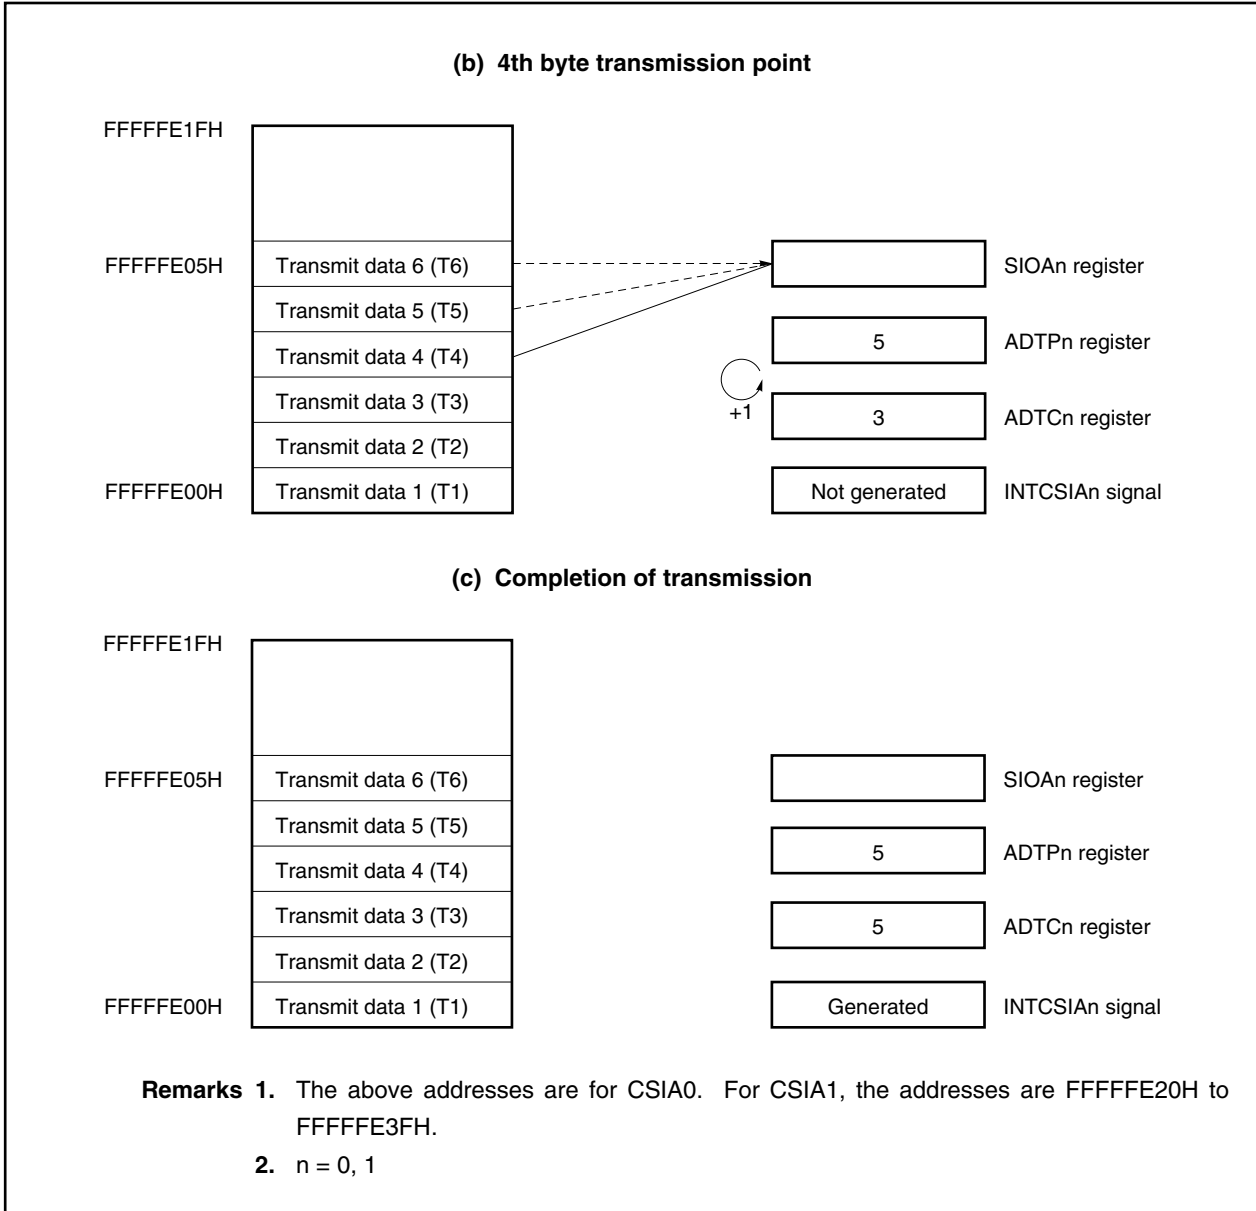 (b) 4th byte transmission point
FFFFFE1FH
FFFFFE05H
Transmit data 6 (T6)
SIOAn register
Transmit data 5 (T5)
5
ADTPn register
Transmit data 4 (T4)
+1
Transmit data 3 (T3)
3
ADTCn register
Transmit data 2 (T2)
FFFFFE00H
Transmit data 1 (T1)
Not generated
INTCSIAn signal
(c) Completion of transmission
FFFFFE1FH
FFFFFE05H
Transmit data 6 (T6)
SIOAn register
Transmit data 5 (T5)
5
ADTPn register
Transmit data 4 (T4)
Transmit data 3 (T3)
5
ADTCn register
Transmit data 2 (T2)
FFFFFE00H
Transmit data 1 (T1)
Generated
INTCSIAn signal
Remarks 1. The above addresses are for CSIA0. For CSIA1, the addresses are FFFFFE20H to
FFFFFE3FH.
2. n = 0, 1